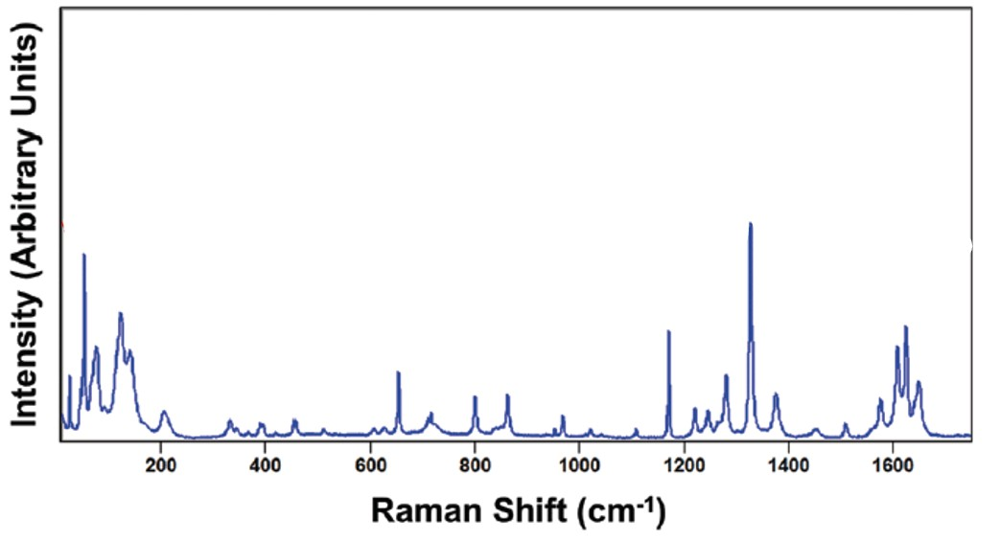 Intensity (Arbitrary Units)
200 400 600 800 1000 1200 1400 1600
Raman Shift (cm-1)